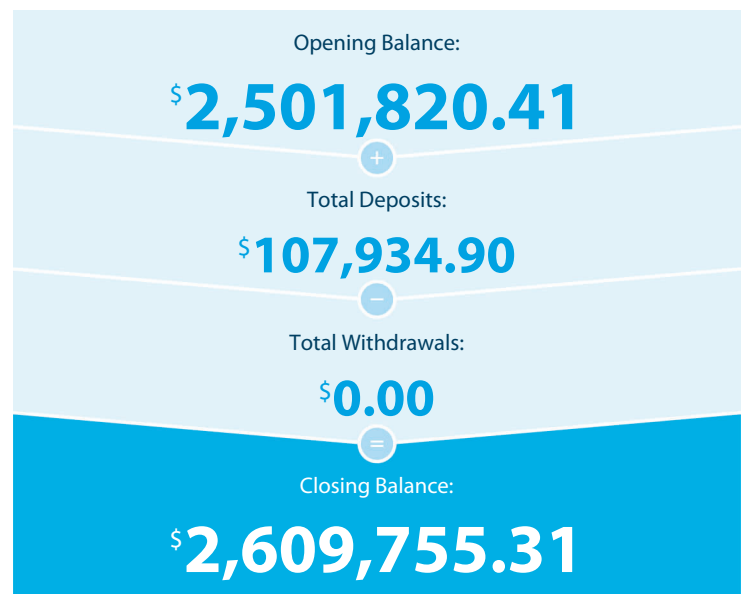 Opening Balance:
$2,501,820.41
+
Total Deposits:
$107,934.90
−
Total Withdrawals:
$0.00
=
Closing Balance:
$2,609,755.31